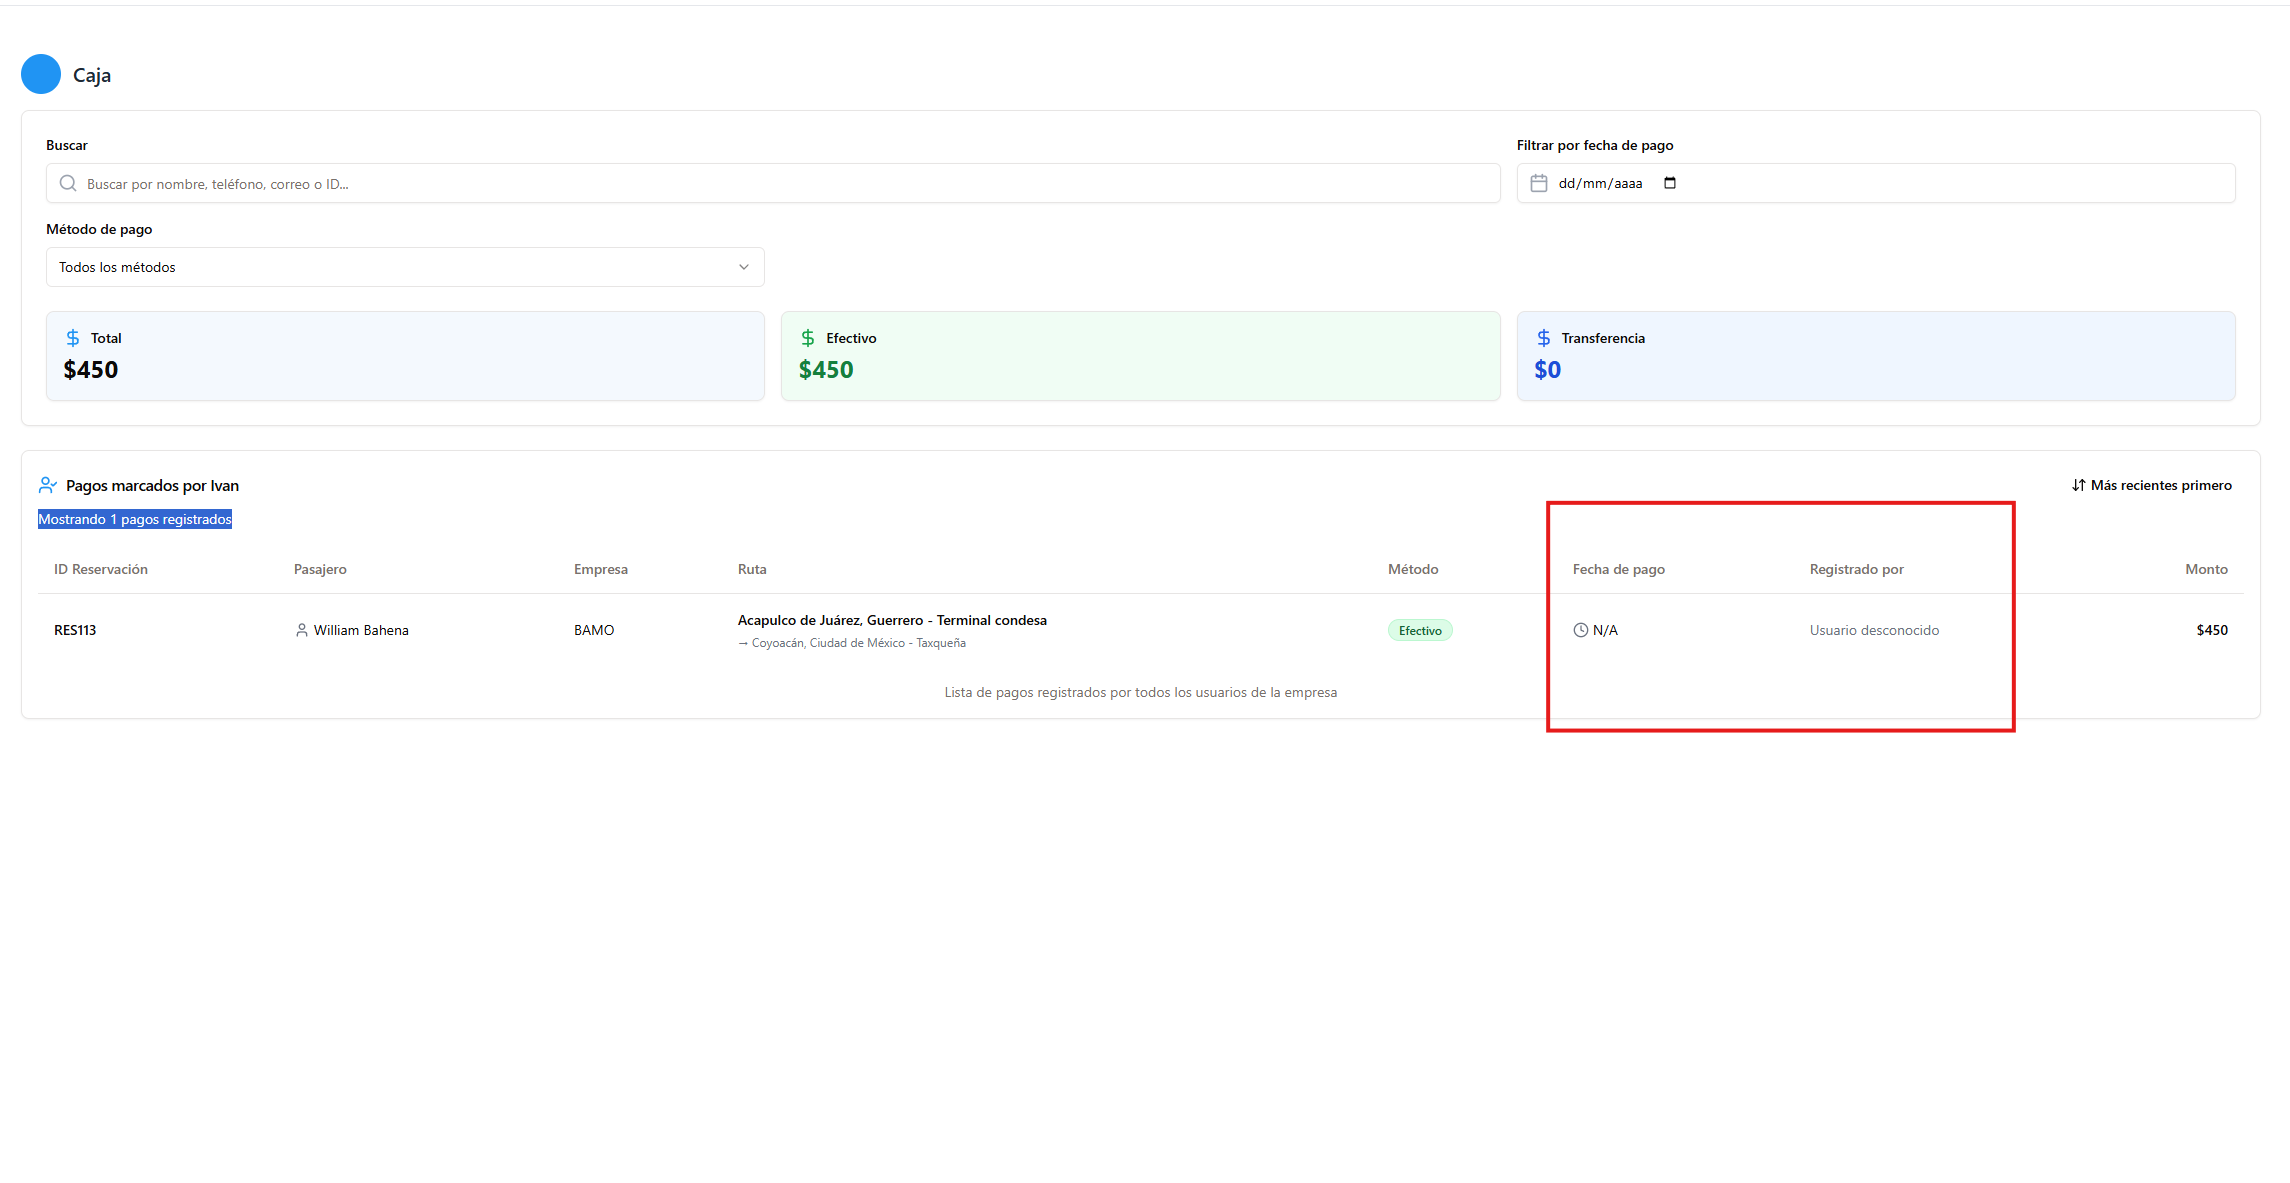 Caja
Buscar
Filtrar por fecha de pago
Buscar por nombre, teléfono, correo o ID...
dd/mm/aaaa
Método de pago
Todos los métodos
Total
$450
Efectivo
$450
Transferencia
$0
Pagos marcados por Ivan
Más recientes primero
Mostrando 1 pagos registrados
ID Reservación Pasajero Empresa Ruta Método Fecha de pago Registrado por Monto
RES113 William Bahena BAMO Acapulco de Juárez, Guerrero - Terminal condesa Efectivo N/A Usuario desconocido $450
→ Coyoacán, Ciudad de México - Taxqueña
Lista de pagos registrados por todos los usuarios de la empresa